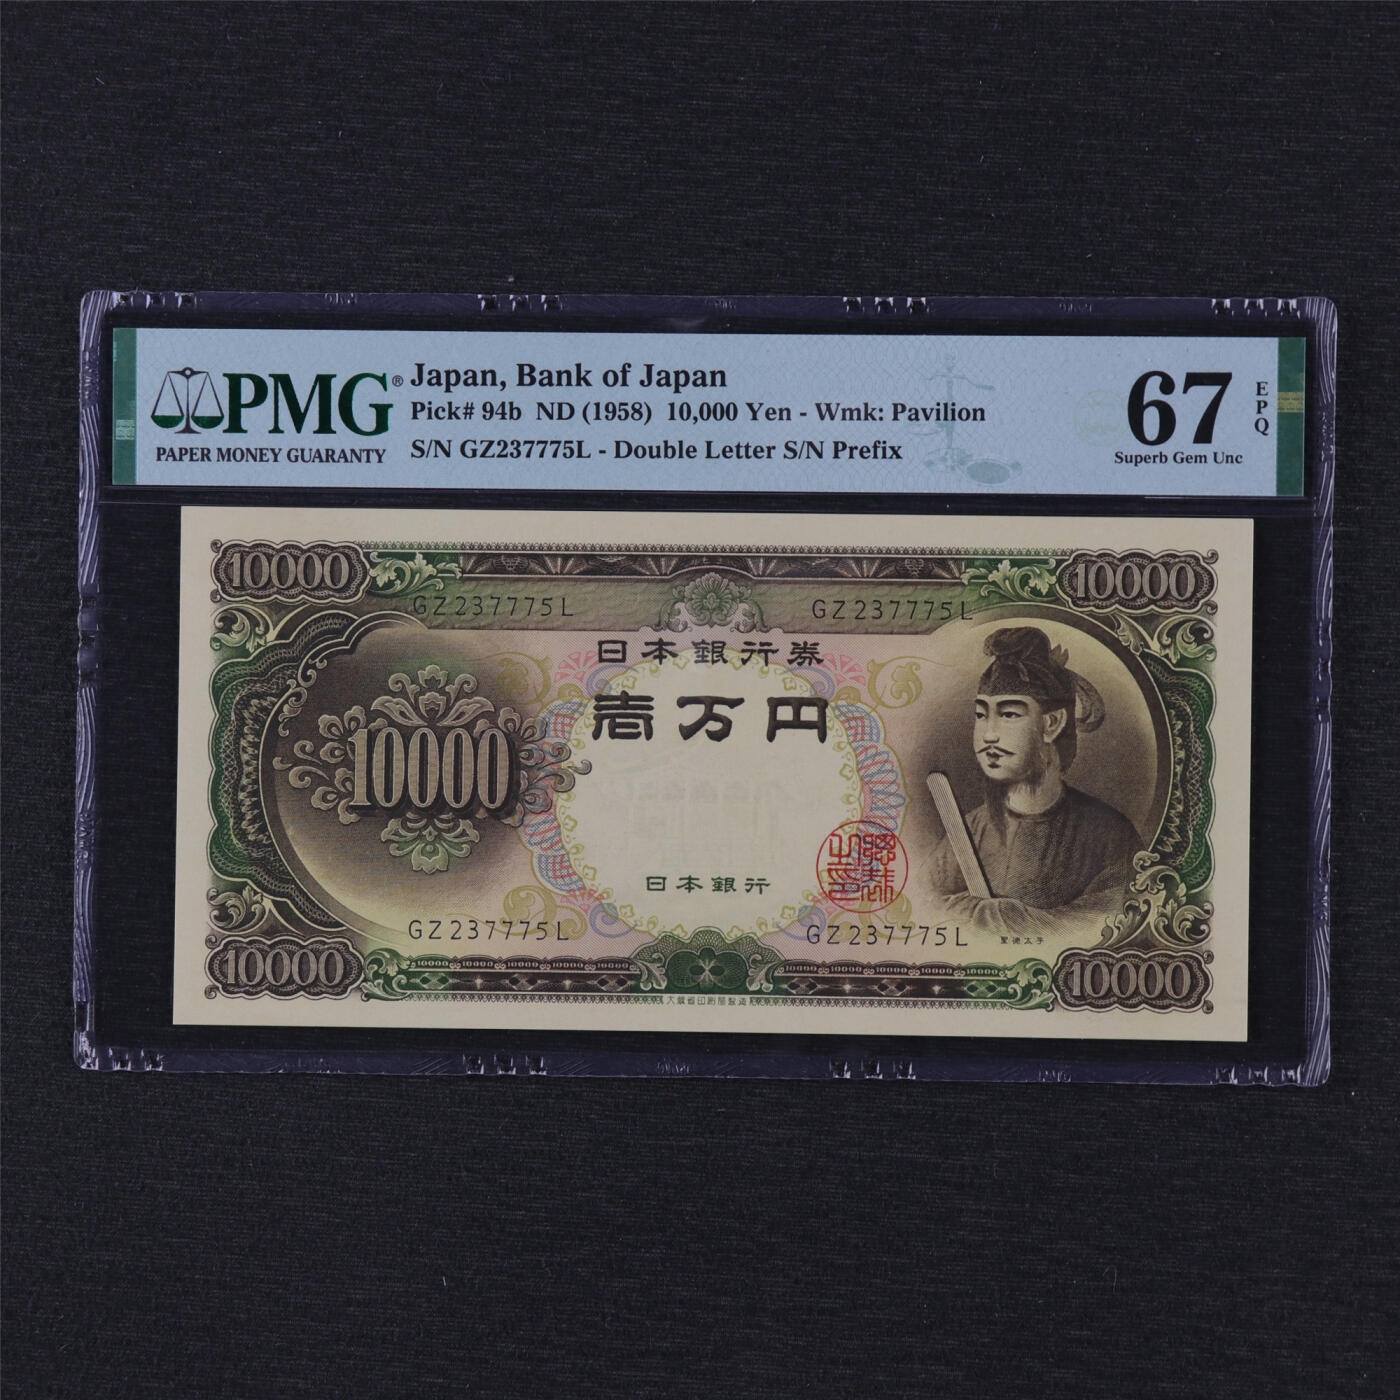 PMG®
PAPER MONEY GUARANTY
Japan, Bank of Japan
Pick# 94b ND (1958) 10,000 Yen - Wmk: Pavilion
S/N GZ237775L - Double Letter S/N Prefix
67
EPQ
Superb Gem Unc
10000 10000
GZ237775L GZ237775L
日本銀行券
壱万円
10000
日本銀行
GZ237775L GZ237775L
聖徳太子
10000 10000
大蔵省印刷局製造